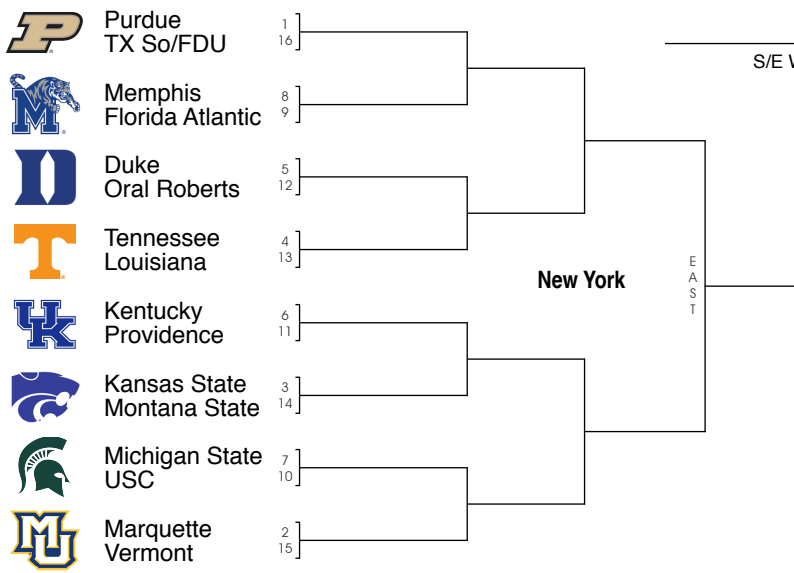 Purdue
TX So/FDU
1
16
S/E
Memphis
Florida Atlantic
8
9
Duke
Oral Roberts
5
12
Tennessee
Louisiana
4
13
New York
EAST
Kentucky
Providence
6
11
Kansas State
Montana State
3
14
Michigan State
USC
7
10
Marquette
Vermont
2
15
P
M
D
T
UK
MU